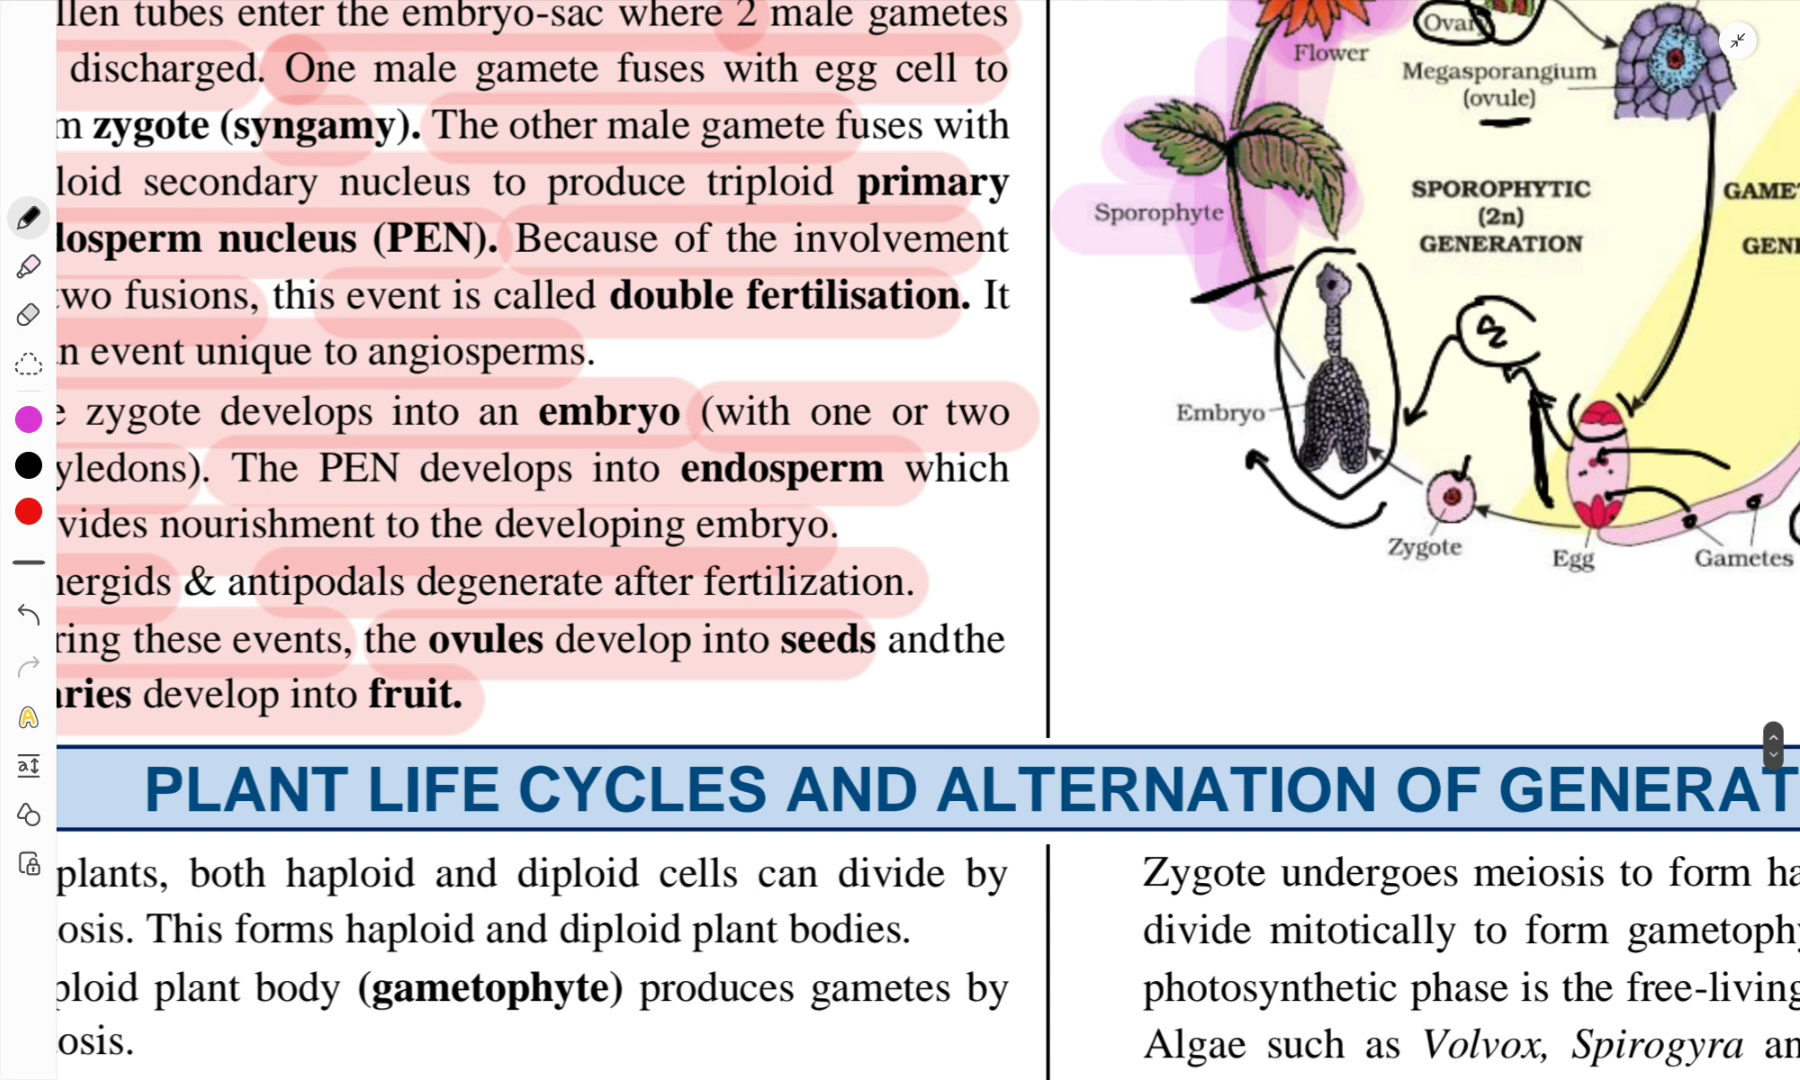 llen tubes enter the embryo-sac where 2 male gametes
discharged. One male gamete fuses with egg cell to
m zygote (syngamy). The other male gamete fuses with
loid secondary nucleus to produce triploid primary
dosperm nucleus (PEN). Because of the involvement
two fusions, this event is called double fertilisation. It
n event unique to angiosperms.
e zygote develops into an embryo (with one or two
yledons). The PEN develops into endosperm which
vides nourishment to the developing embryo.
nergids & antipodals degenerate after fertilization.
ring these events, the ovules develop into seeds andthe
aries develop into fruit.
Flower
Ovary
Megasporangium
(ovule)
Sporophyte
SPOROPHYTIC
(2n)
GENERATION
GAME
GENE
Embryo
Zygote
Egg
Gametes
PLANT LIFE CYCLES AND ALTERNATION OF GENERAT
plants, both haploid and diploid cells can divide by
osis. This forms haploid and diploid plant bodies.
ploid plant body (gametophyte) produces gametes by
osis.
Zygote undergoes meiosis to form ha
divide mitotically to form gametophy
photosynthetic phase is the free-living
Algae such as Volvox, Spirogyra an